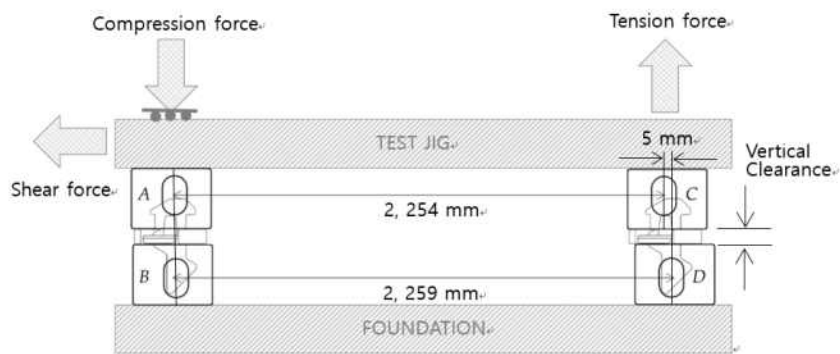 Compression force
Tension force
TEST JIG
5 mm
Vertical
Clearance
Shear force
A
C
2, 254 mm
B
D
2, 259 mm
FOUNDATION